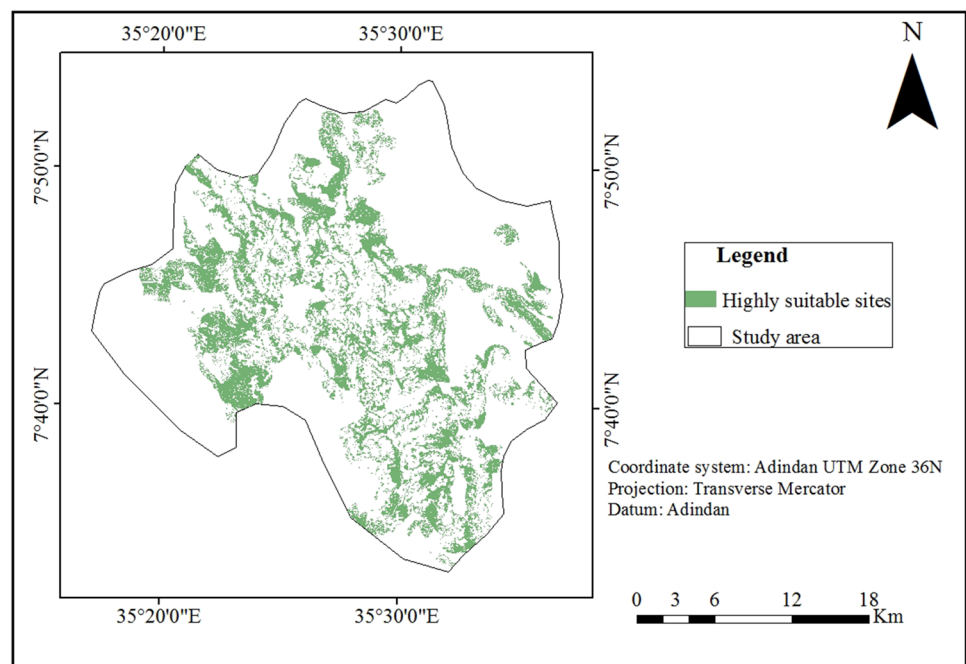 35°20'0"E 35°30'0"E
N
7°50'0"N
7°50'0"N
Legend
Highly suitable sites
Study area
7°40'0"N
7°40'0"N
Coordinate system: Adindan UTM Zone 36N
Projection: Transverse Mercator
Datum: Adindan
35°20'0"E 35°30'0"E
0 3 6 12 18
Km